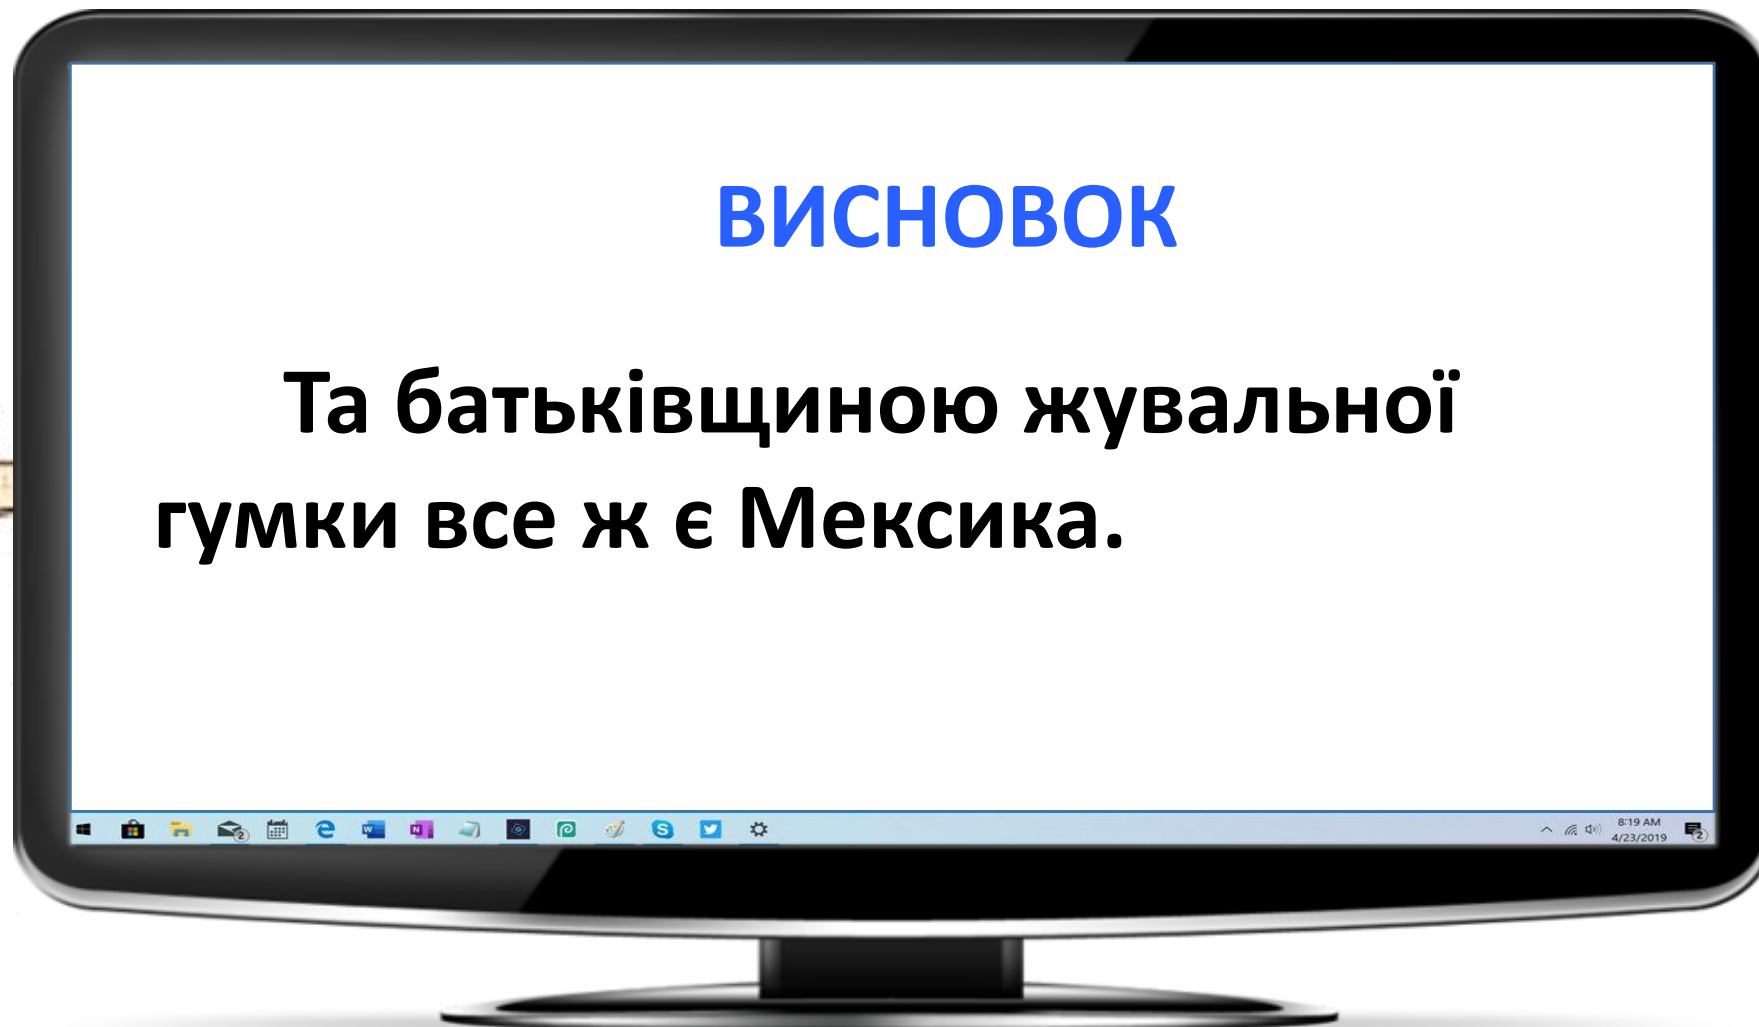 ВИСНОВОК
Та батьківщиною жувальної
гумки все ж є Мексика.
8:19 AM
4/23/2019